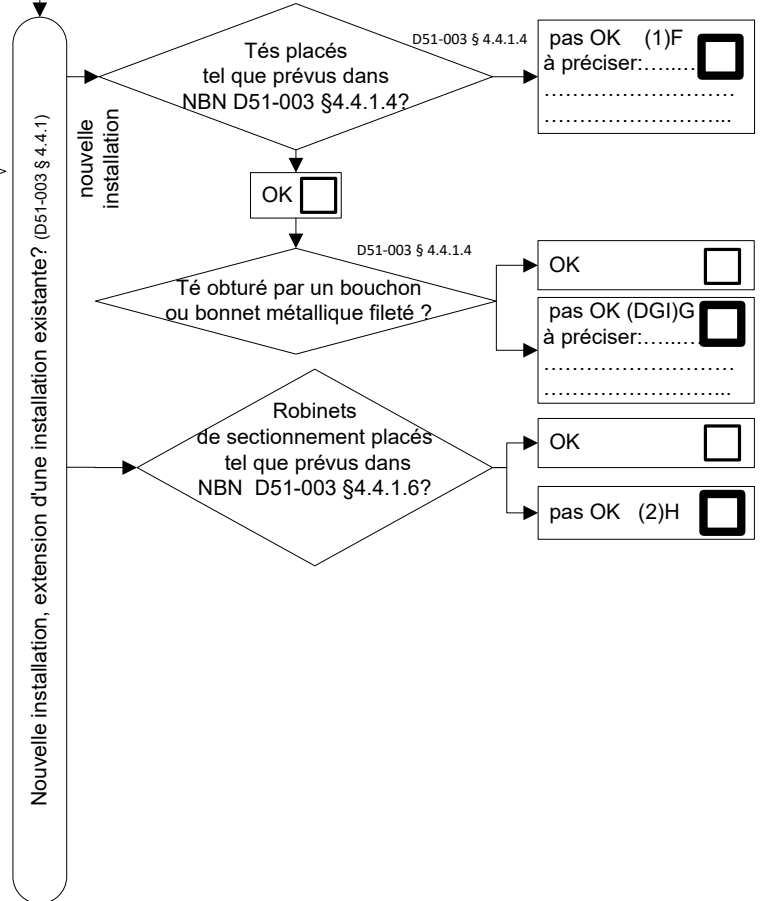 Nouvelle installation, extension d'une installation existante? (D51-003 § 4.4.1)
nouvelle
installation
Tés placés
tel que prévus dans
NBN D51-003 §4.4.1.4?
D51-003 § 4.4.1.4
pas OK (1)F
à préciser:.........
..............................
..............................
OK
Té obturé par un bouchon
ou bonnet métallique fileté ?
D51-003 § 4.4.1.4
OK
pas OK (DGI)G
à préciser:.........
..............................
..............................
Robinets
de sectionnement placés
tel que prévus dans
NBN D51-003 §4.4.1.6?
OK
pas OK (2)H